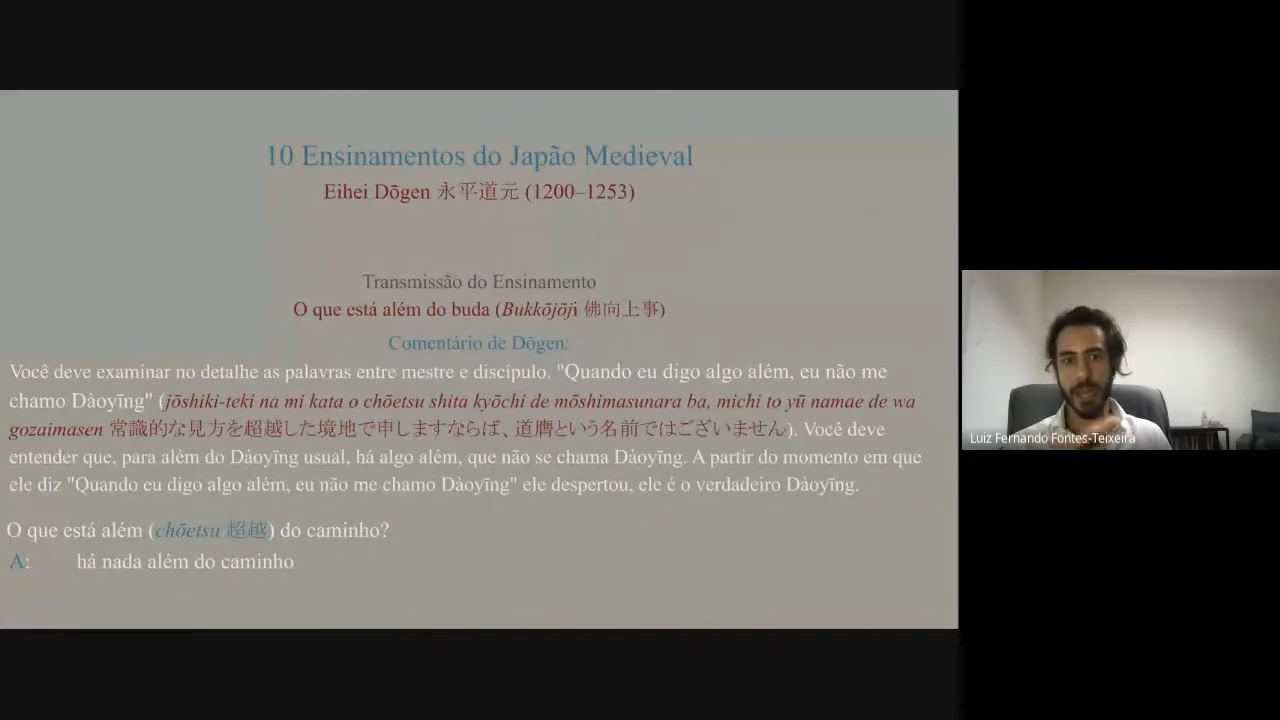 10 Ensinamentos do Japão Medieval
Eihei Dōgen 永平道元 (1200–1253)
Transmissão do Ensinamento
O que está além do buda (Bukkōjōji 佛向上事)
Comentário de Dōgen:
Você deve examinar no detalhe as palavras entre mestre e discípulo. "Quando eu digo algo além, eu não me
chamo Dàoyīng" (jōshiki-teki na mi kata o chōetsu shita kyōchi de mōshimasunara ba, michi to yū namae de wa
gozaimasen 常識的な見方を超越した境地で申しますならば、道膺という名前ではございません). Você deve
entender que, para além do Dàoyīng usual, há algo além, que não se chama Dàoyīng. A partir do momento em que
ele diz "Quando eu digo algo além, eu não me chamo Dàoyīng" ele despertou, ele é o verdadeiro Dàoyīng.
O que está além (chōetsu 超越) do caminho?
A: há nada além do caminho
Luiz Fernando Fontes-Teixeira